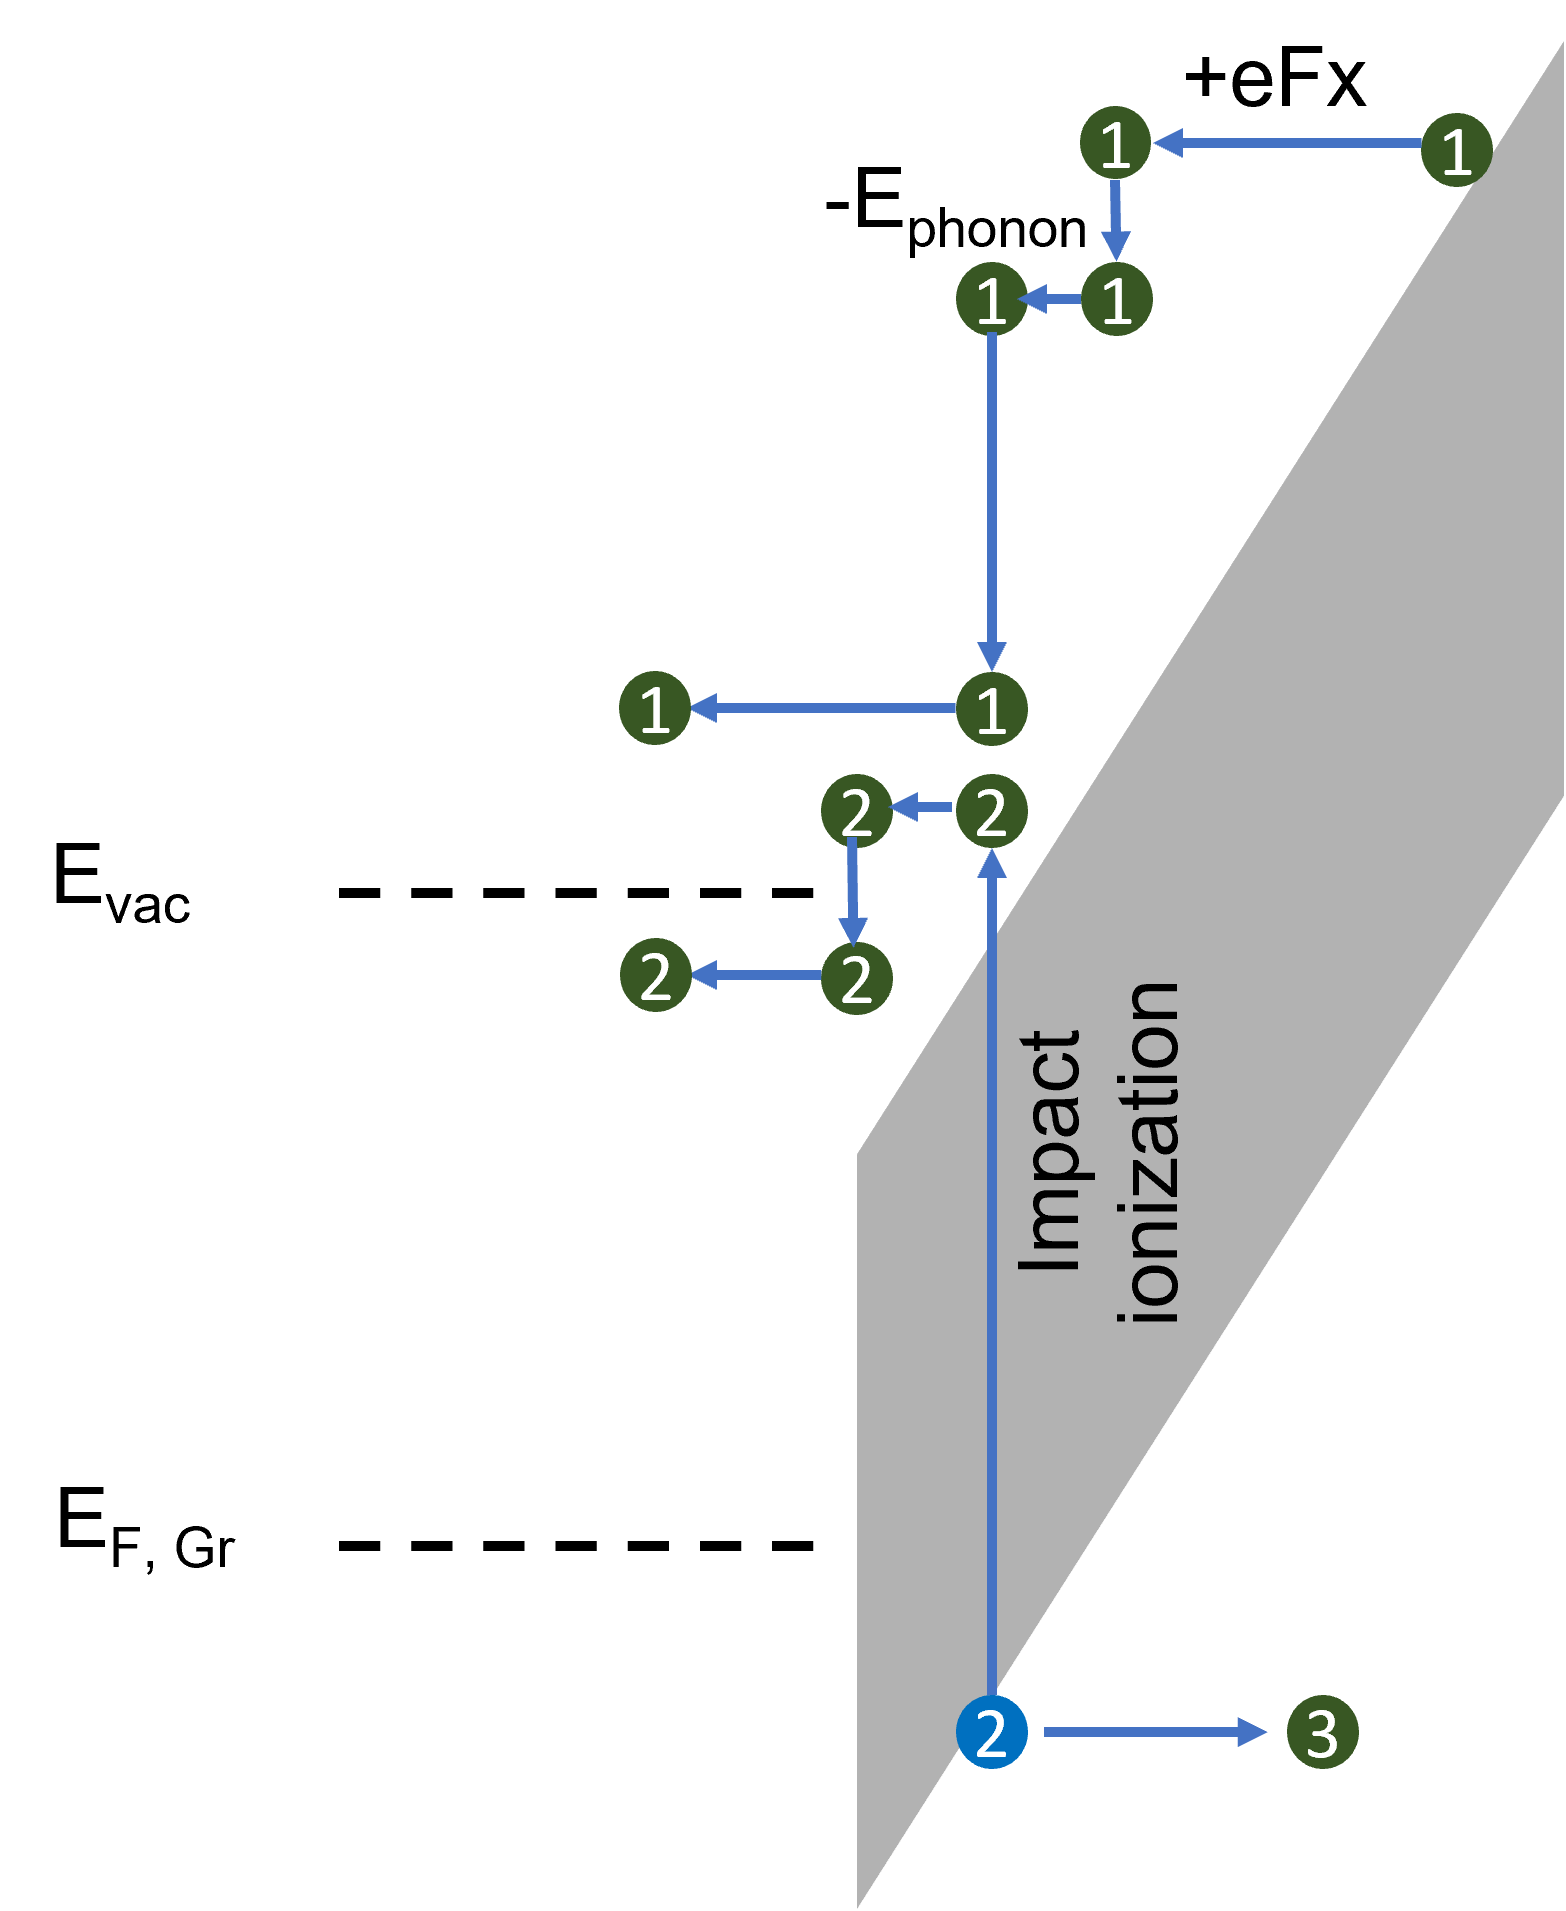 +eFx
1 1
-Ephonon
1 1
1 1
2 2
Evac
2 2
Impact
ionization
EF, Gr
2 3